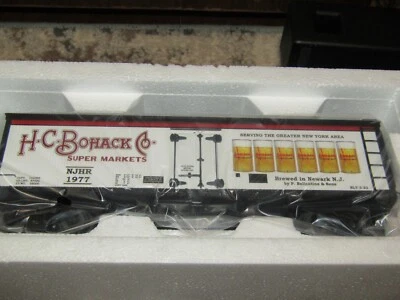 H.C. BOHACK CO.
SUPER MARKETS
NJHR
1977
SERVING THE GREATER NEW YORK AREA
Brewed in Newark N.J.
by P. Ballantine & Sons